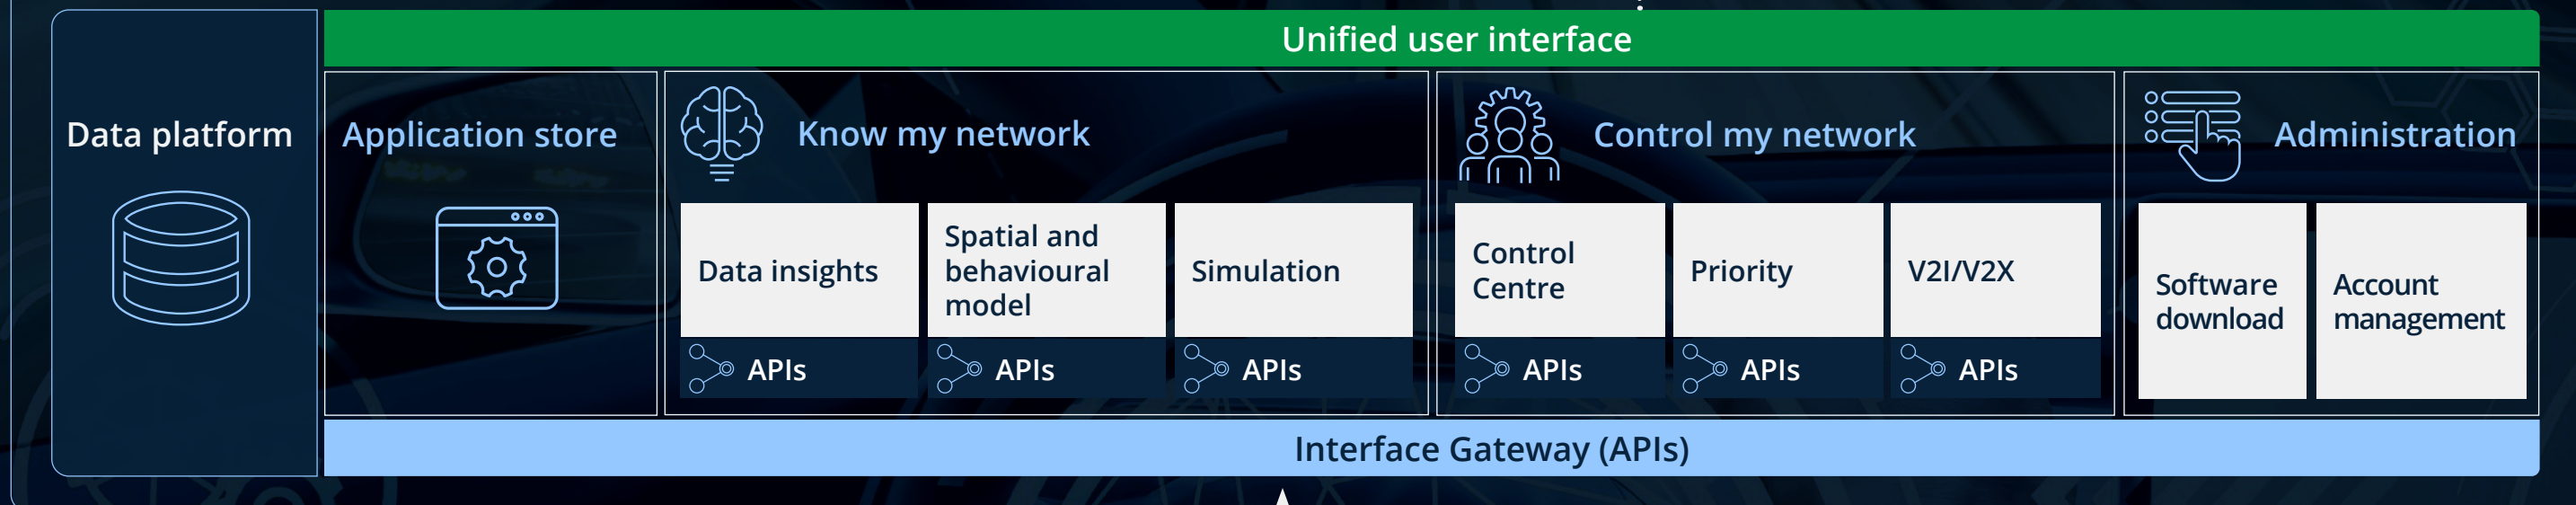 Unified user interface
Data platform
Application store
Know my network
Data insights
APIs
Spatial and
behavioural
model
APIs
Simulation
APIs
Control my network
Control
Centre
APIs
Priority
APIs
V2I/V2X
APIs
Administration
Software
download
Account
management
Interface Gateway (APIs)